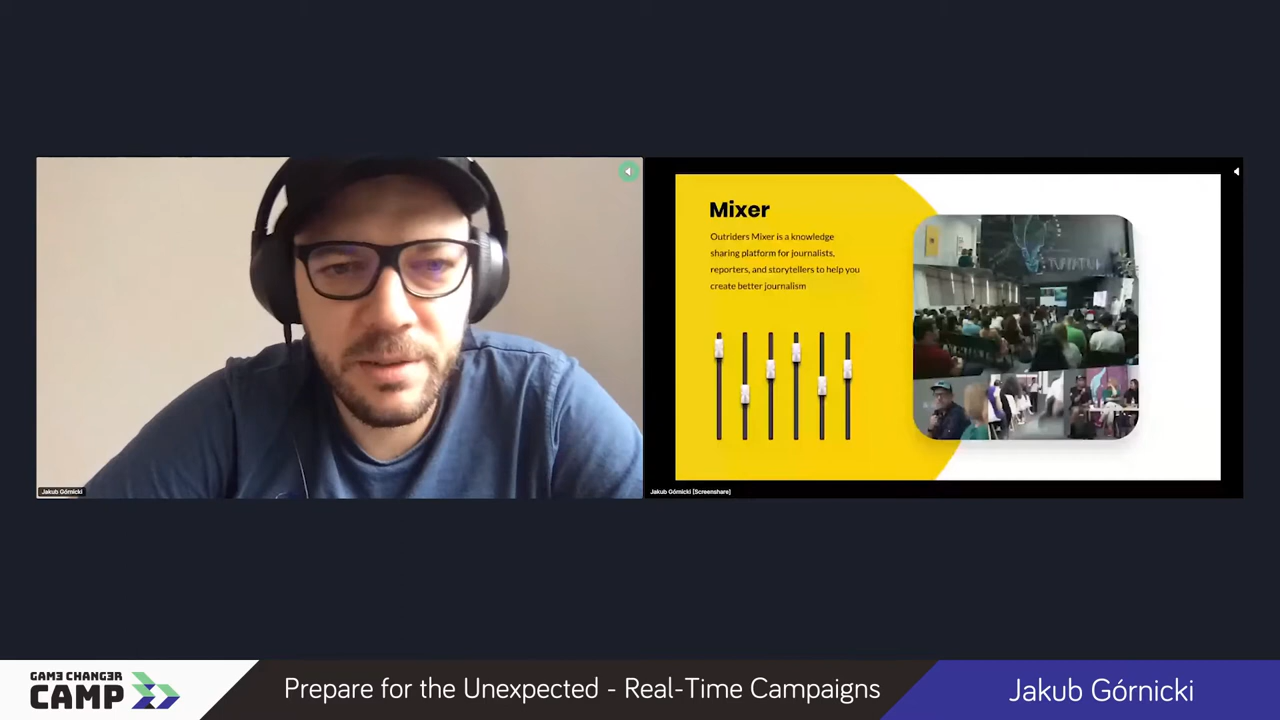 Mixer
Outriders Mixer is a knowledge
sharing platform for journalists,
reporters, and storytellers to help you
create better journalism
Jakub Górnicki
Jakub Górnicki [Screenshare]
GAM3 CHANG3R
CAMP
Prepare for the Unexpected - Real-Time Campaigns
Jakub Górnicki